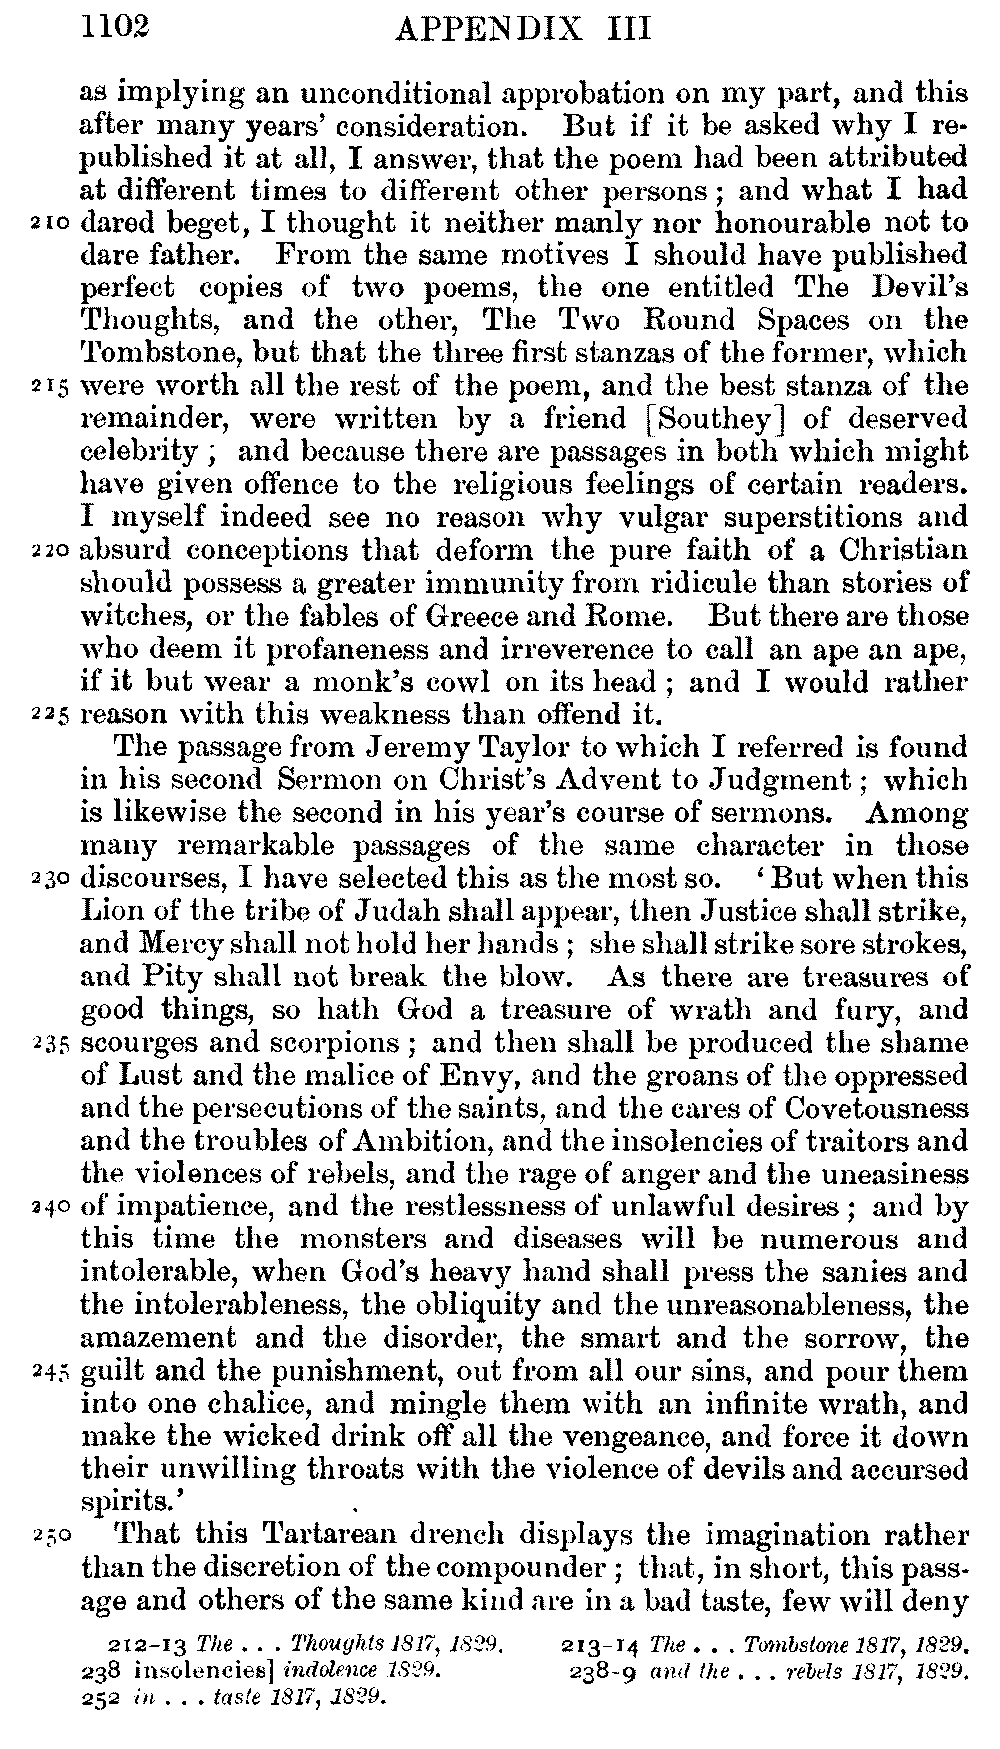 1102 APPENDIX III
as implying an unconditional approbation on my part, and this
after many years' consideration. But if it be asked why I re-
published it at all, I answer, that the poem had been attributed
at different times to different other persons; and what I had
210 dared beget, I thought it neither manly nor honourable not to
dare father. From the same motives I should have published
perfect copies of two poems, the one entitled The Devil's
Thoughts, and the other, The Two Round Spaces on the
Tombstone, but that the three first stanzas of the former, which
215 were worth all the rest of the poem, and the best stanza of the
remainder, were written by a friend [Southey] of deserved
celebrity; and because there are passages in both which might
have given offence to the religious feelings of certain readers.
I myself indeed see no reason why vulgar superstitions and
220 absurd conceptions that deform the pure faith of a Christian
should possess a greater immunity from ridicule than stories of
witches, or the fables of Greece and Rome. But there are those
who deem it profaneness and irreverence to call an ape an ape,
if it but wear a monk's cowl on its head; and I would rather
225 reason with this weakness than offend it.
The passage from Jeremy Taylor to which I referred is found
in his second Sermon on Christ's Advent to Judgment; which
is likewise the second in his year's course of sermons. Among
many remarkable passages of the same character in those
230 discourses, I have selected this as the most so. 'But when this
Lion of the tribe of Judah shall appear, then Justice shall strike,
and Mercy shall not hold her hands; she shall strike sore strokes,
and Pity shall not break the blow. As there are treasures of
good things, so hath God a treasure of wrath and fury, and
235 scourges and scorpions; and then shall be produced the shame
of Lust and the malice of Envy, and the groans of the oppressed
and the persecutions of the saints, and the cares of Covetousness
and the troubles of Ambition, and the insolencies of traitors and
the violences of rebels, and the rage of anger and the uneasiness
240 of impatience, and the restlessness of unlawful desires; and by
this time the monsters and diseases will be numerous and
intolerable, when God's heavy hand shall press the sanies and
the intolerableness, the obliquity and the unreasonableness, the
amazement and the disorder, the smart and the sorrow, the
245 guilt and the punishment, out from all our sins, and pour them
into one chalice, and mingle them with an infinite wrath, and
make the wicked drink off all the vengeance, and force it down
their unwilling throats with the violence of devils and accursed
spirits.'
250 That this Tartarean drench displays the imagination rather
than the discretion of the compounder; that, in short, this pass-
age and others of the same kind are in a bad taste, few will deny
212-13 The . . . Thoughts 1817, 1829. 213-14 The . . . Tombstone 1817, 1829.
238 insolencies] indolence 1829. 238-9 and the . . . rebels 1817, 1829.
252 in . . . taste 1817, 1829.